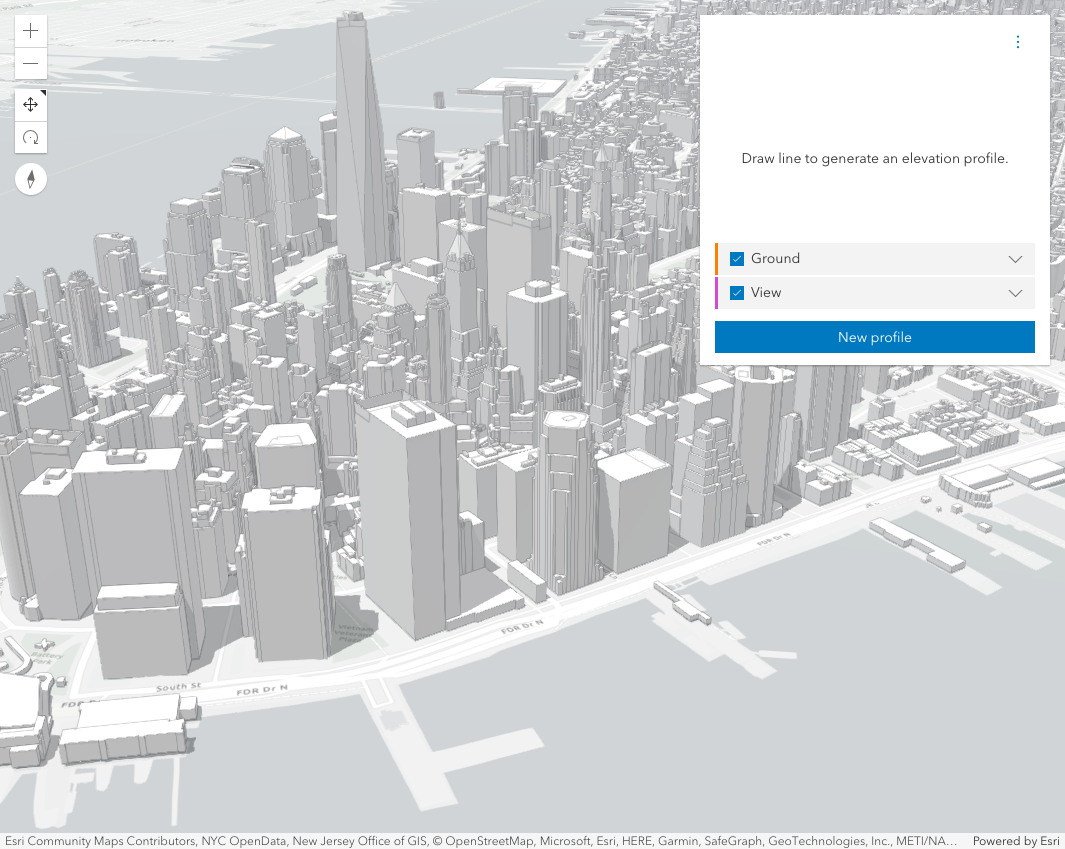 Draw line to generate an elevation profile.
Ground
View
New profile
FDR Dr N
FDR Dr N
South St
FDR Dr N
Battery
Park
Esri Community Maps Contributors, NYC OpenData, New Jersey Office of GIS, © OpenStreetMap, Microsoft, Esri, HERE, Garmin, SafeGraph, GeoTechnologies, Inc., METI/NA… Powered by Esri